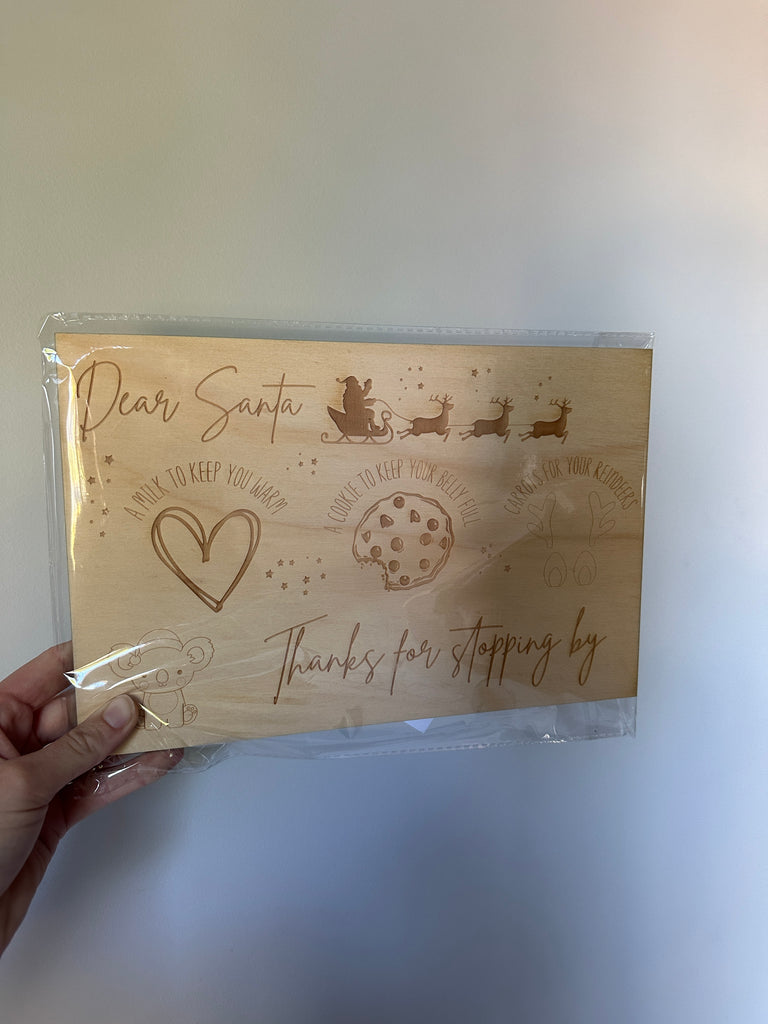 Dear Santa
A MILK TO KEEP YOU WARM
A COOKIE TO KEEP YOUR BELLY FULL
CARROTS FOR YOUR REINDEERS
Thanks for stopping by